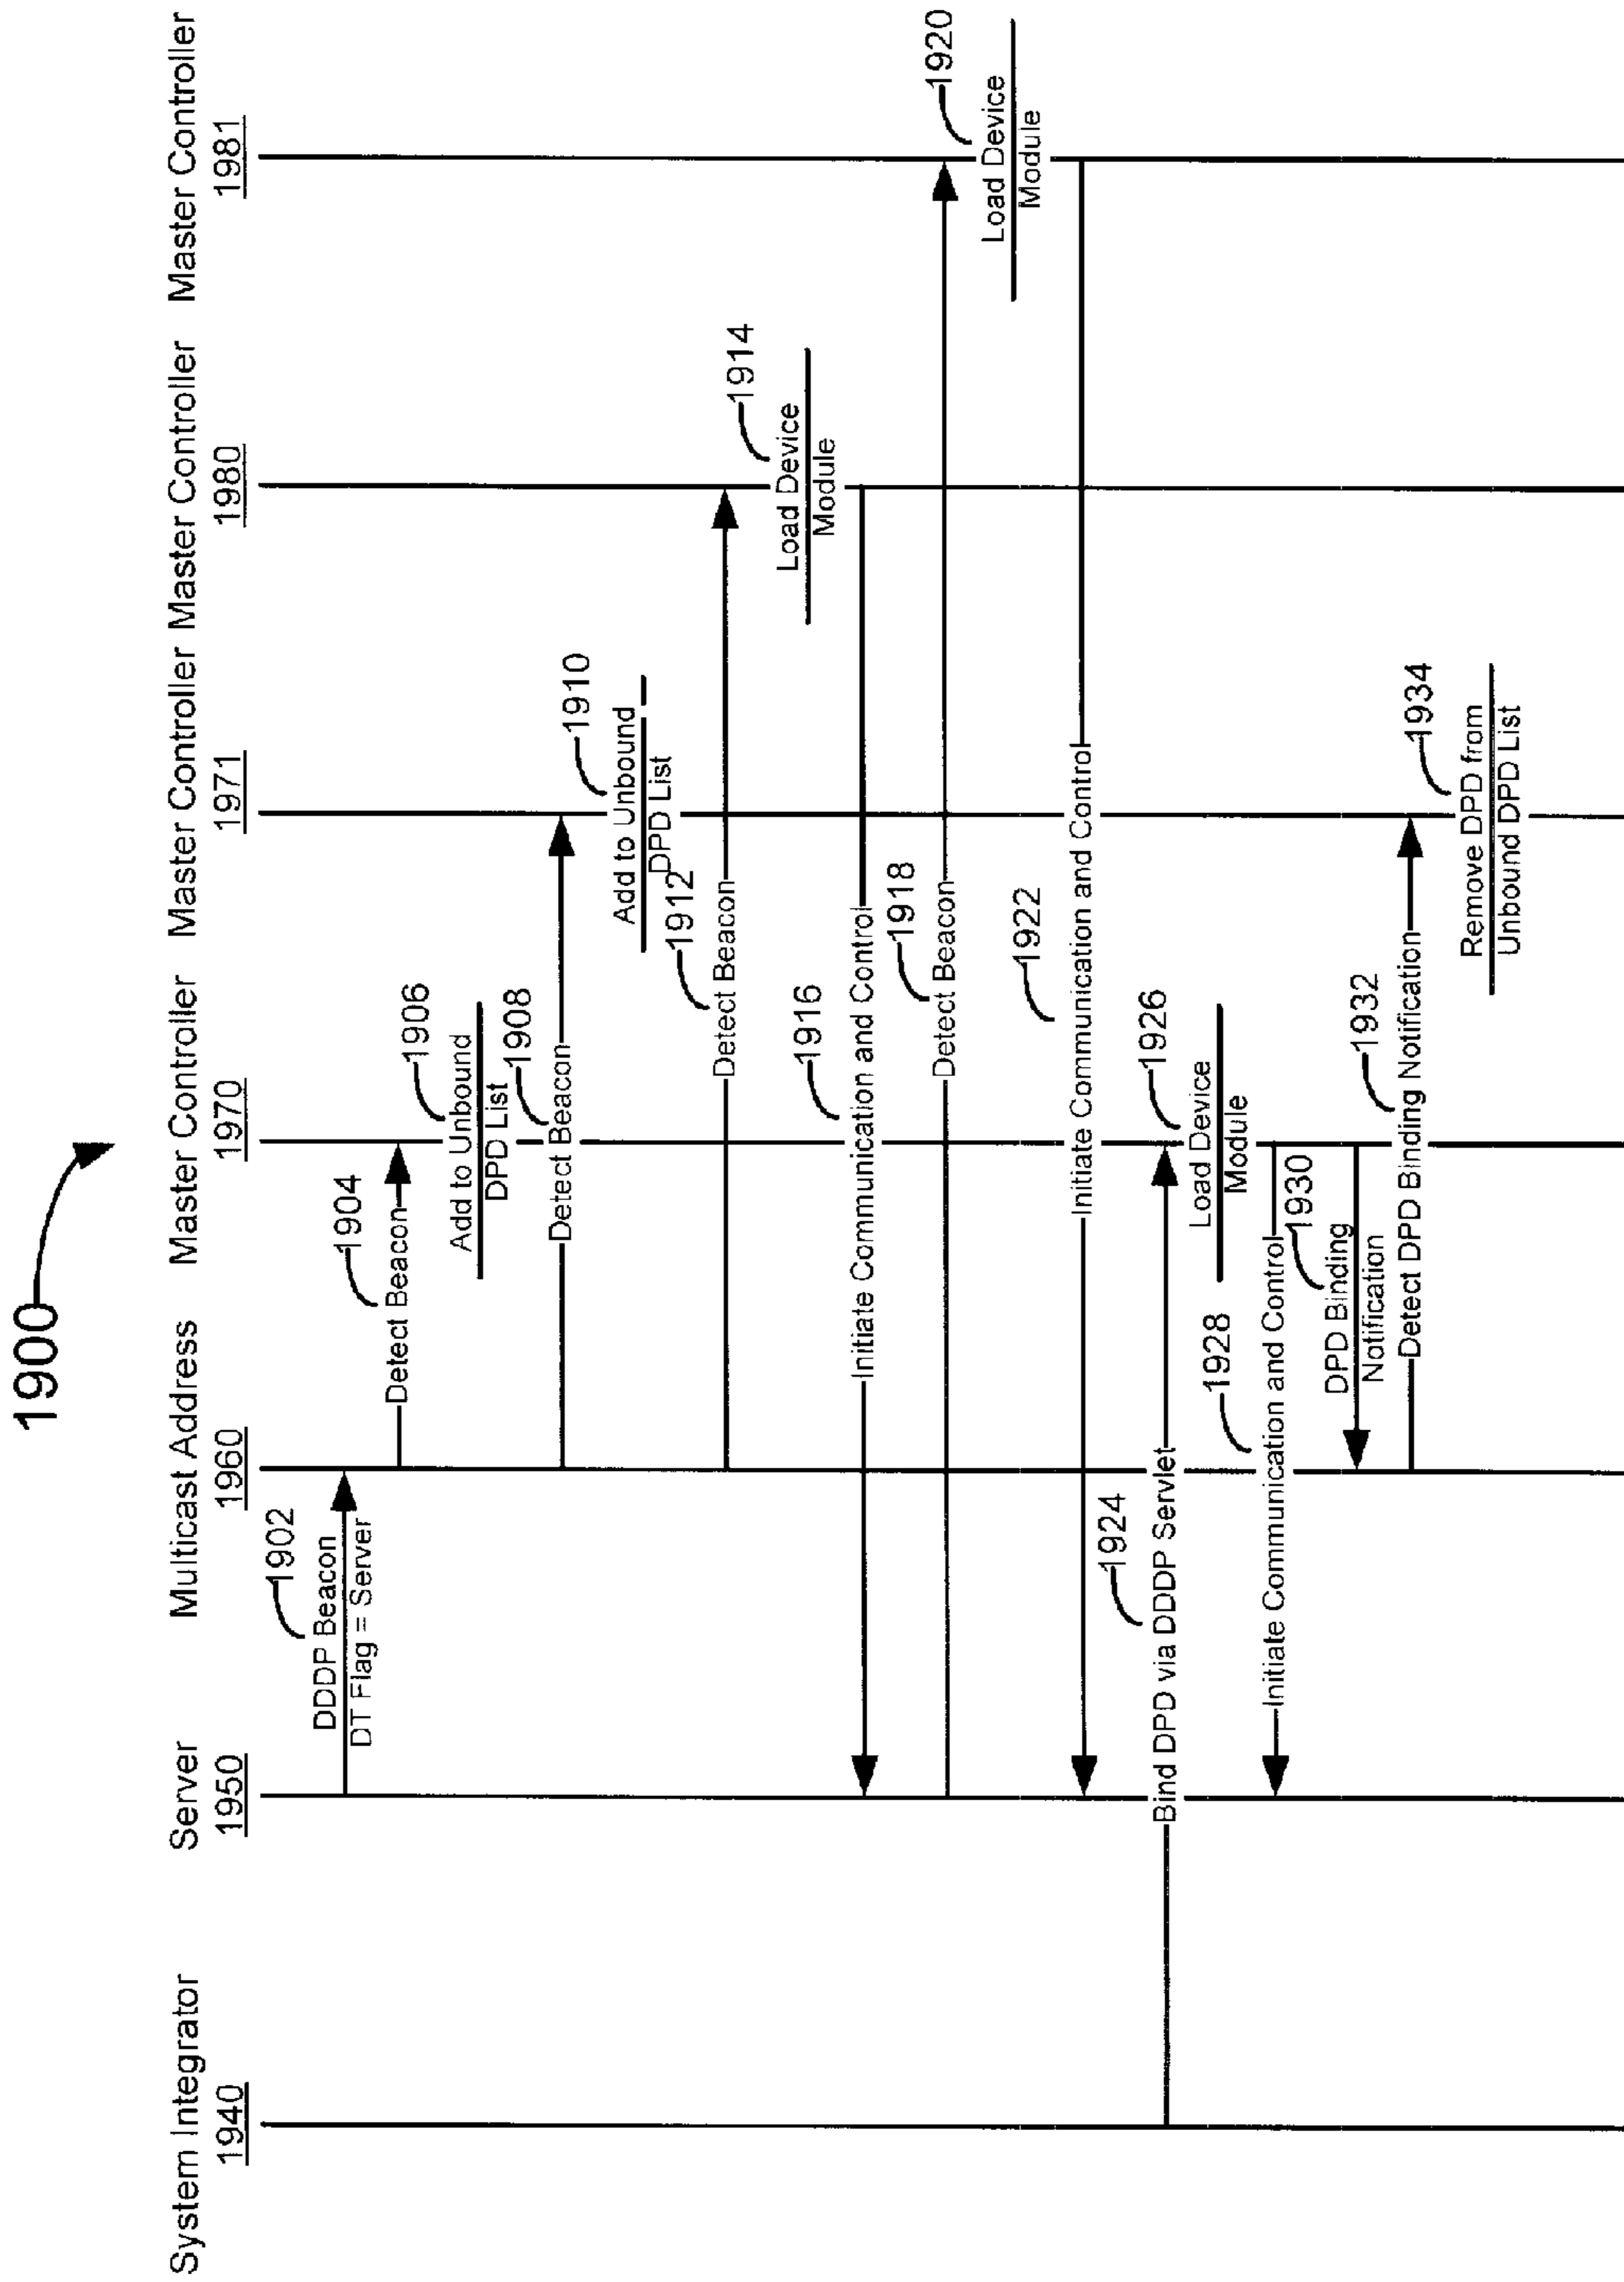 1900
System Integrator
1940
Server
1950
Multicast Address
1960
Master Controller
1970
Master Controller
1971
Master Controller
1980
Master Controller
1981
1902
DDDP Beacon
DT Flag = Server
1904
Detect Beacon
1906
Add to Unbound
DPD List
1908
Detect Beacon
1910
Add to Unbound
DPD List
1912
Detect Beacon
1914
Load Device
Module
1916
Initiate Communication and Control
1918
Detect Beacon
1920
Load Device
Module
1922
Initiate Communication and Control
1924
Bind DPD via DDDP Servlet
1926
Load Device
Module
1928
Initiate Communication and Control
1930
DPD Binding
Notification
1932
Detect DPD Binding Notification
1934
Remove DPD from
Unbound DPD List